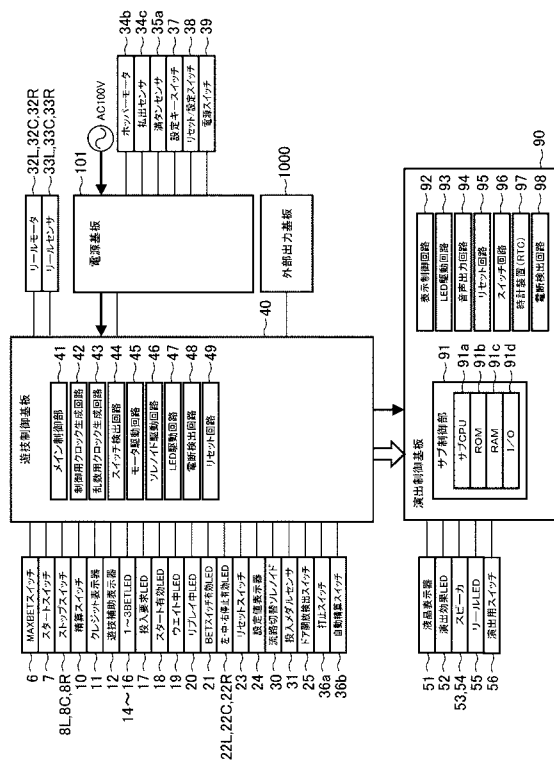 6 MAXBETスイッチ
7 スタートスイッチ
8L,8C,8R ストップスイッチ
10 精算スイッチ
11 クレジット表示器
12 遊技補助表示器
14～16 1～3BETLED
17 投入要求LED
18 スタート有効LED
19 ウエイト中LED
20 リプレイ中LED
21 BETスイッチ有効LED
22L,22C,22R 左・中・右停止有効LED
23 リセットスイッチ
24 設定値表示器
30 流路切替ソレノイド
31 投入メダルセンサ
25 ドア開放検出スイッチ
36a 打止スイッチ
36b 自動精算スイッチ
遊技制御基板
40
メイン制御部 41
制御用クロック生成回路 42
乱数用クロック生成回路 43
スイッチ検出回路 44
モータ駆動回路 45
ソレノイド駆動回路 46
LED駆動回路 47
電断検出回路 48
リセット回路 49
リールモータ 32L,32C,32R
リールセンサ 33L,33C,33R
101
電源基板
AC100V
ホッパーモータ 34b
払出センサ 34c
満タンセンサ 35a
設定キースイッチ 37
リセット/設定スイッチ 38
電源スイッチ 39
外部出力基板
1000
51 液晶表示器
52 演出効果LED
53,54 スピーカ
55 リールLED
56 演出用スイッチ
演出制御基板
90
サブ制御部
91
サブCPU 91a
ROM 91b
RAM 91c
I/O 91d
表示制御回路 92
LED駆動回路 93
音声出力回路 94
リセット回路 95
スイッチ回路 96
時計装置(RTC) 97
電断検出回路 98